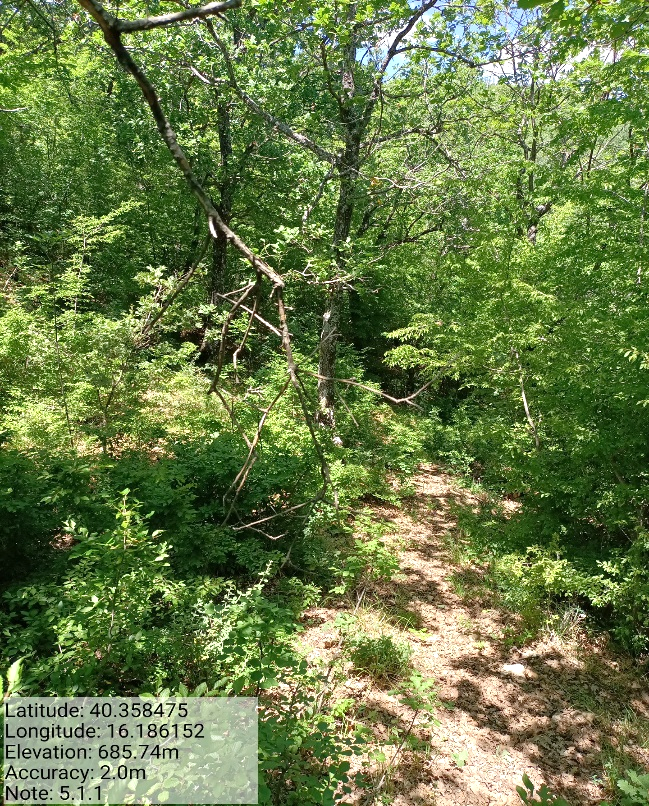 Latitude: 40.358475
Longitude: 16.186152
Elevation: 685.74m
Accuracy: 2.0m
Note: 5.1.1